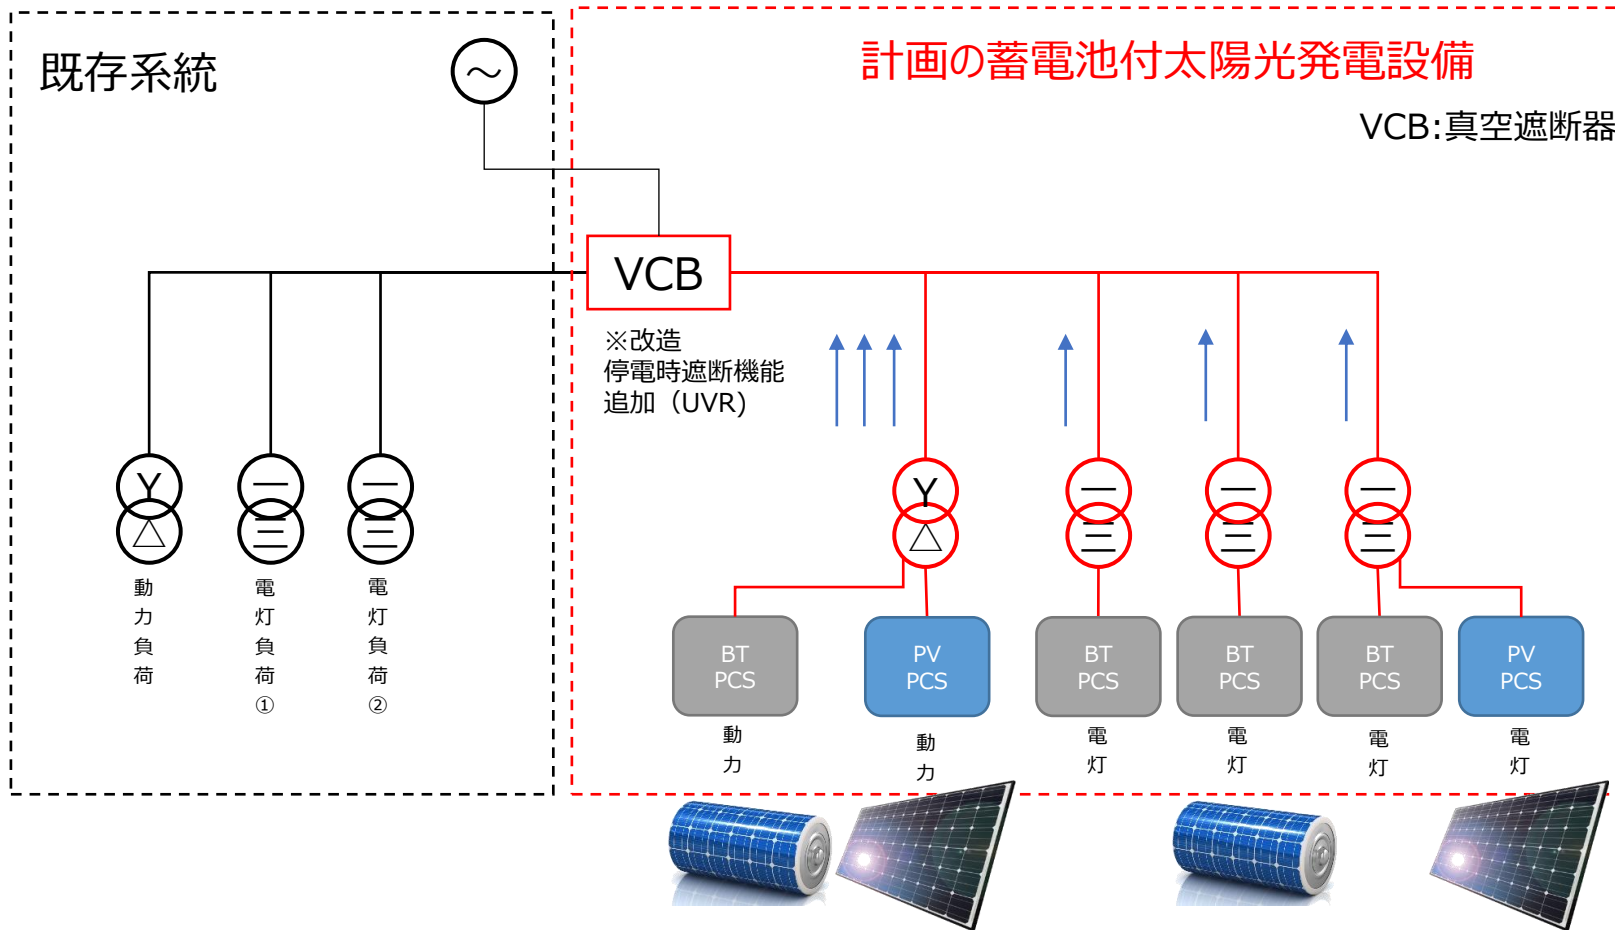 既存系統
～
計画の蓄電池付太陽光発電設備
VCB:真空遮断器
VCB
※改造
停電時遮断機能
追加（UVR)
Y
△
動力負荷
電灯負荷①
電灯負荷②
Y
△
BT
PCS
動力
PV
PCS
動力
BT
PCS
電灯
BT
PCS
電灯
BT
PCS
電灯
PV
PCS
電灯